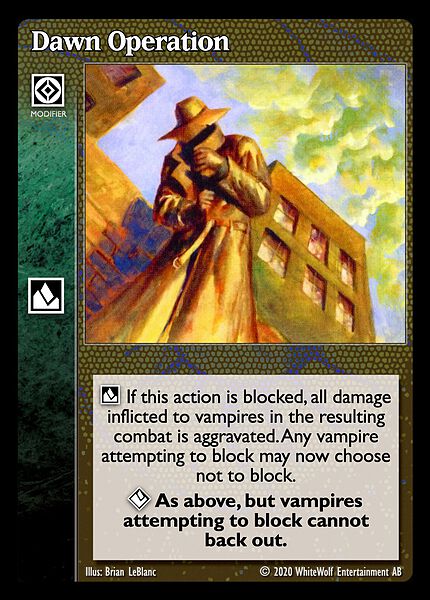 Dawn Operation
MODIFIER
If this action is blocked, all damage
inflicted to vampires in the resulting
combat is aggravated. Any vampire
attempting to block may now choose
not to block.
As above, but vampires
attempting to block cannot
back out.
Illus: Brian LeBlanc © 2020 WhiteWolf Entertainment AB